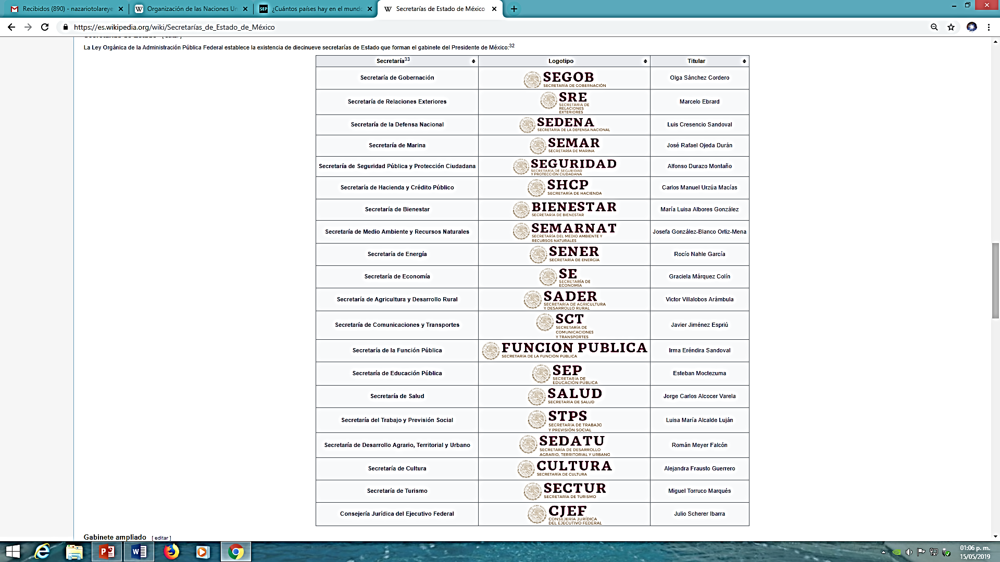 Recibidos (890) - nazariotolareye
Organización de las Naciones Un
SEP ¿Cuántos países hay en el mundo
Secretarías de Estado de México
https://es.wikipedia.org/wiki/Secretarías_de_Estado_de_México
La Ley Orgánica de la Administración Pública Federal establece la existencia de diecinueve secretarías de Estado que forman el gabinete del Presidente de México:32
Secretaría33 Logotipo Titular
Secretaría de Gobernación
SEGOB
SECRETARÍA DE GOBERNACIÓN
Olga Sánchez Cordero
Secretaría de Relaciones Exteriores
SRE
SECRETARÍA DE
RELACIONES
EXTERIORES
Marcelo Ebrard
Secretaría de la Defensa Nacional
SEDENA
SECRETARÍA DE LA DEFENSA NACIONAL
Luis Cresencio Sandoval
Secretaría de Marina
SEMAR
SECRETARÍA DE MARINA
José Rafael Ojeda Durán
Secretaría de Seguridad Pública y Protección Ciudadana
SEGURIDAD
SECRETARÍA DE SEGURIDAD
Y PROTECCIÓN CIUDADANA
Alfonso Durazo Montaño
Secretaría de Hacienda y Crédito Público
SHCP
SECRETARÍA DE HACIENDA
Carlos Manuel Urzúa Macías
Secretaría de Bienestar
BIENESTAR
SECRETARÍA DE BIENESTAR
María Luisa Albores González
Secretaría de Medio Ambiente y Recursos Naturales
SEMARNAT
SECRETARÍA DEL MEDIO AMBIENTE Y
RECURSOS NATURALES
Josefa González-Blanco Ortiz-Mena
Secretaría de Energía
SENER
SECRETARÍA DE ENERGÍA
Rocío Nahle García
Secretaría de Economía
SE
SECRETARÍA DE
ECONOMÍA
Graciela Márquez Colín
Secretaría de Agricultura y Desarrollo Rural
SADER
SECRETARÍA DE AGRICULTURA
Y DESARROLLO RURAL
Victor Villalobos Arámbula
Secretaría de Comunicaciones y Transportes
SCT
SECRETARÍA DE
COMUNICACIONES
Y TRANSPORTES
Javier Jiménez Espriú
Secretaría de la Función Pública
FUNCION PUBLICA
SECRETARÍA DE LA FUNCIÓN PÚBLICA
Irma Eréndira Sandoval
Secretaría de Educación Pública
SEP
SECRETARÍA DE
EDUCACIÓN PÚBLICA
Esteban Moctezuma
Secretaría de Salud
SALUD
SECRETARÍA DE SALUD
Jorge Carlos Alcocer Varela
Secretaría del Trabajo y Previsión Social
STPS
SECRETARÍA DE TRABAJO
Y PREVISIÓN SOCIAL
Luisa María Alcalde Luján
Secretaría de Desarrollo Agrario, Territorial y Urbano
SEDATU
SECRETARÍA DE DESARROLLO
AGRARIO, TERRITORIAL Y URBANO
Román Meyer Falcón
Secretaría de Cultura
CULTURA
SECRETARÍA DE CULTURA
Alejandra Frausto Guerrero
Secretaría de Turismo
SECTUR
SECRETARÍA DE TURISMO
Miguel Torruco Marqués
Consejería Jurídica del Ejecutivo Federal
CJEF
CONSEJERÍA JURÍDICA
DEL EJECUTIVO FEDERAL
Julio Scherer Ibarra
Gabinete ampliado [ editar ]
01:06 p. m.
15/05/2019